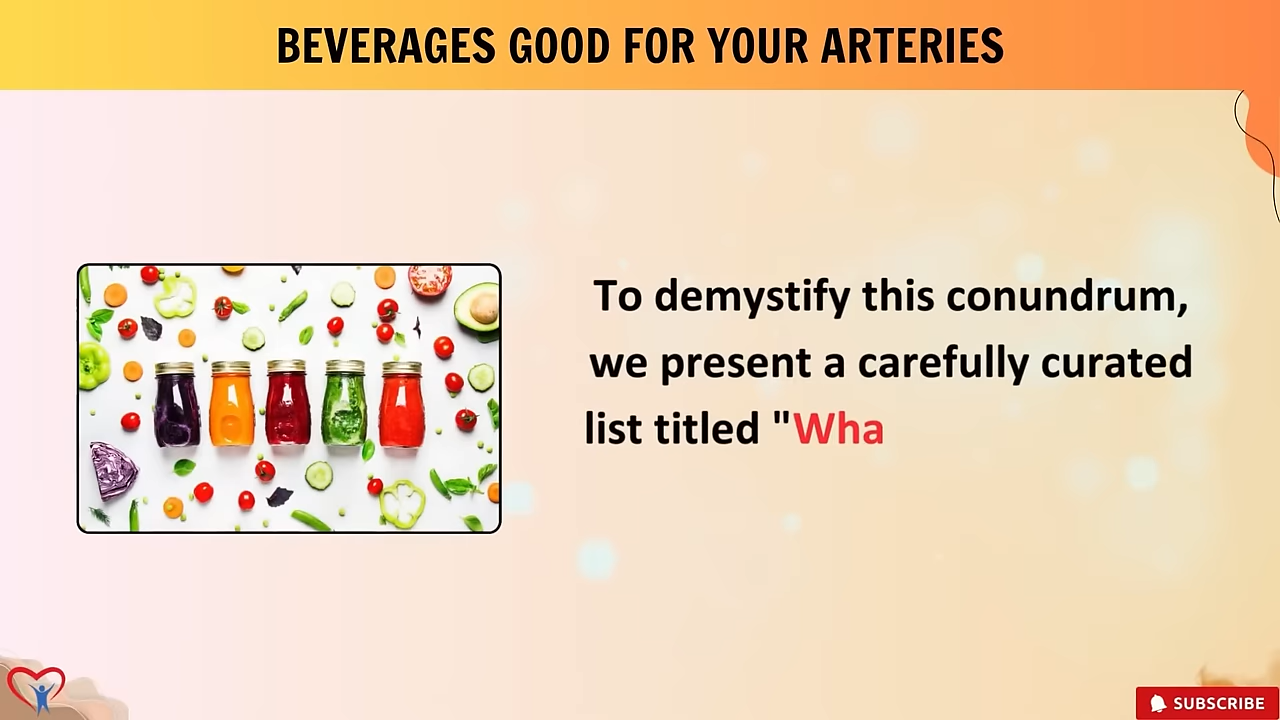 BEVERAGES GOOD FOR YOUR ARTERIES
To demystify this conundrum,
we present a carefully curated
list titled "Wha
SUBSCRIBE